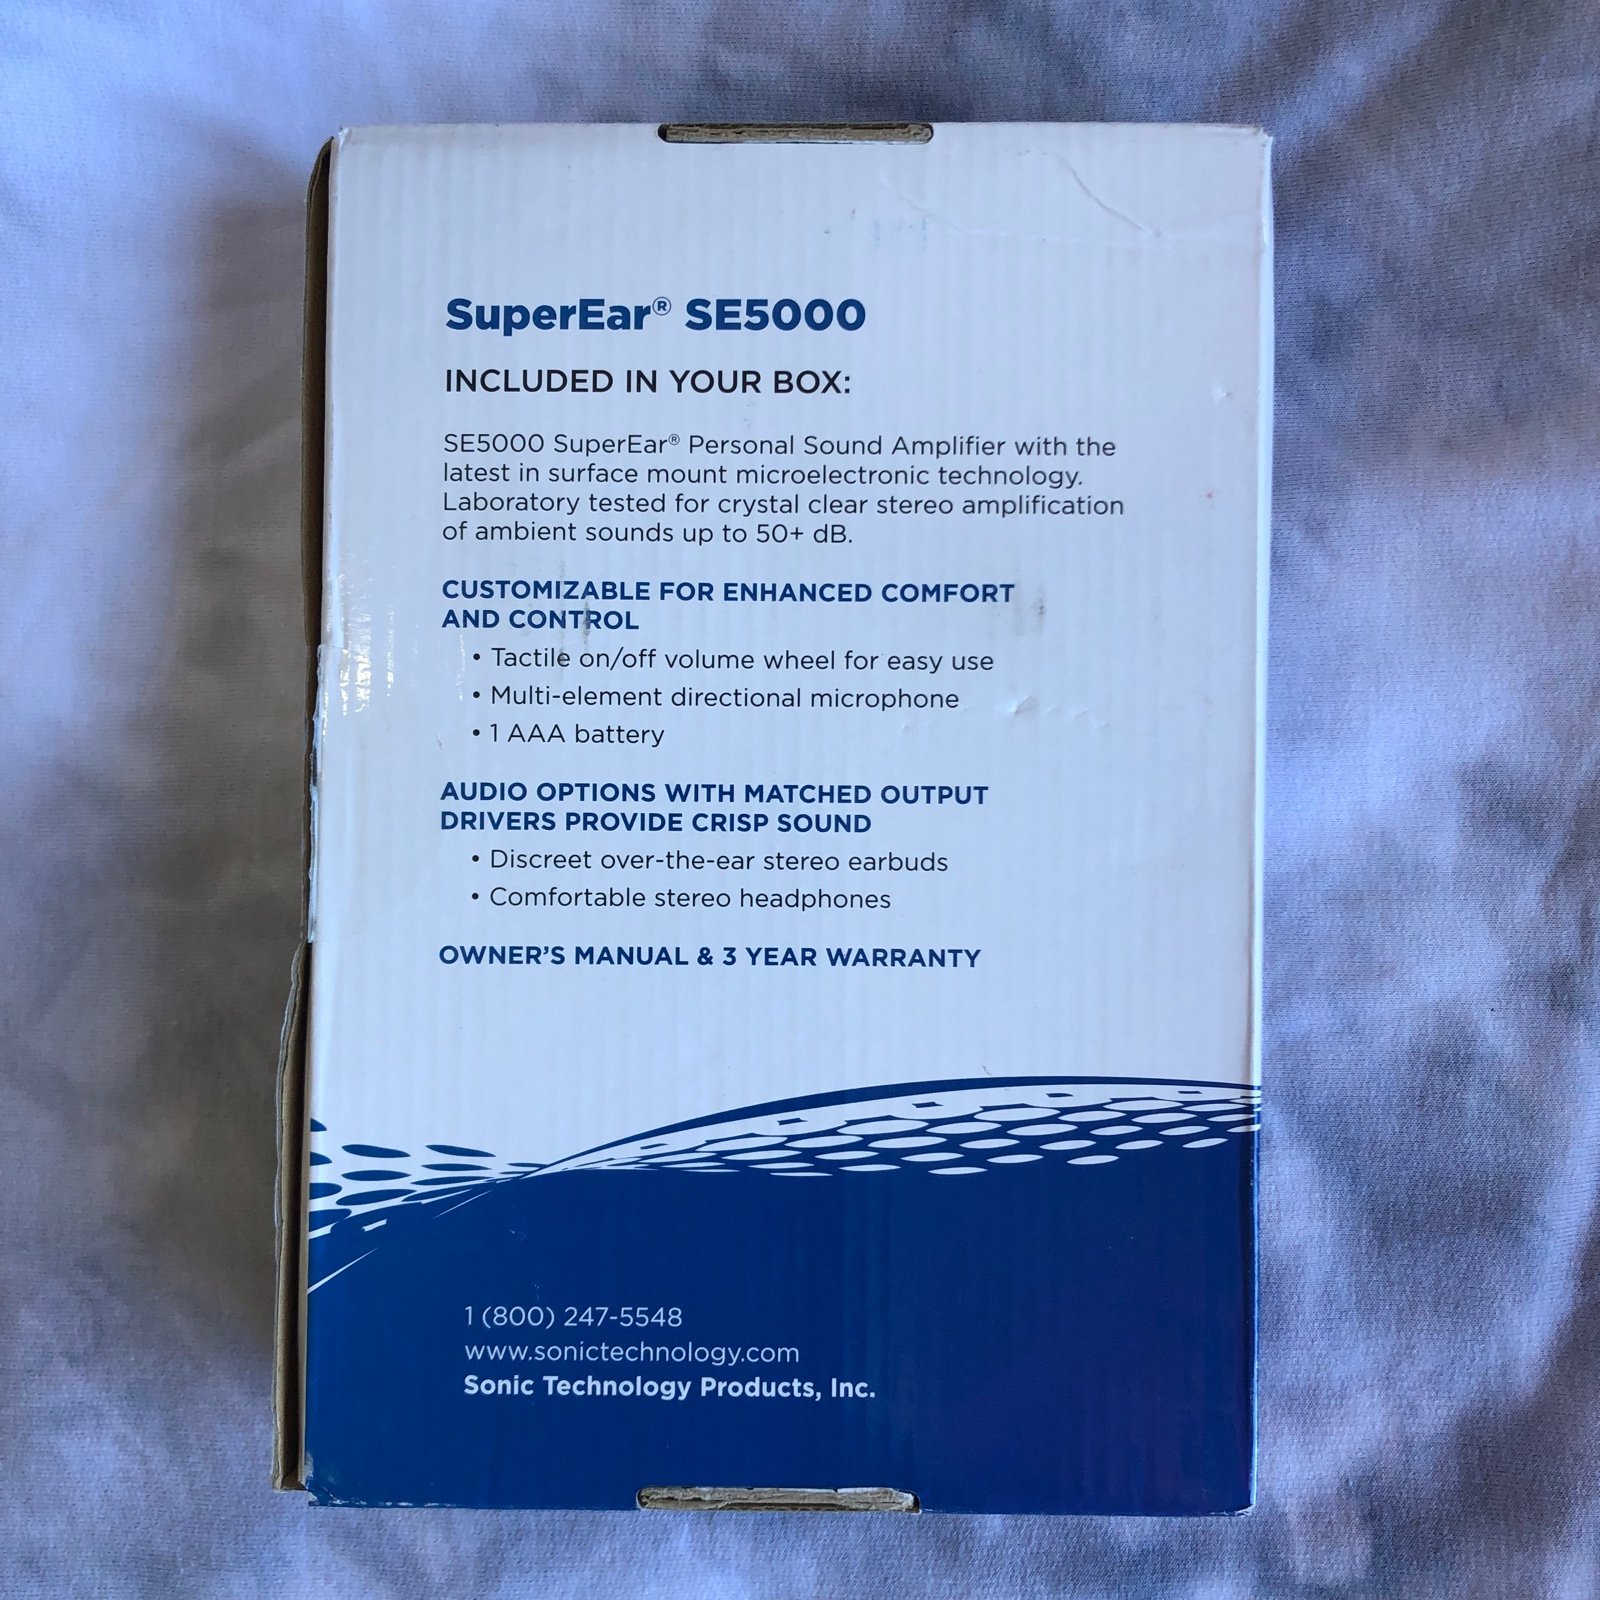 SuperEar® SE5000
INCLUDED IN YOUR BOX:
SE5000 SuperEar® Personal Sound Amplifier with the
latest in surface mount microelectronic technology.
Laboratory tested for crystal clear stereo amplification
of ambient sounds up to 50+ dB.
CUSTOMIZABLE FOR ENHANCED COMFORT
AND CONTROL
• Tactile on/off volume wheel for easy use
• Multi-element directional microphone
• 1 AAA battery
AUDIO OPTIONS WITH MATCHED OUTPUT
DRIVERS PROVIDE CRISP SOUND
• Discreet over-the-ear stereo earbuds
• Comfortable stereo headphones
OWNER'S MANUAL & 3 YEAR WARRANTY
1 (800) 247-5548
www.sonictechnology.com
Sonic Technology Products, Inc.